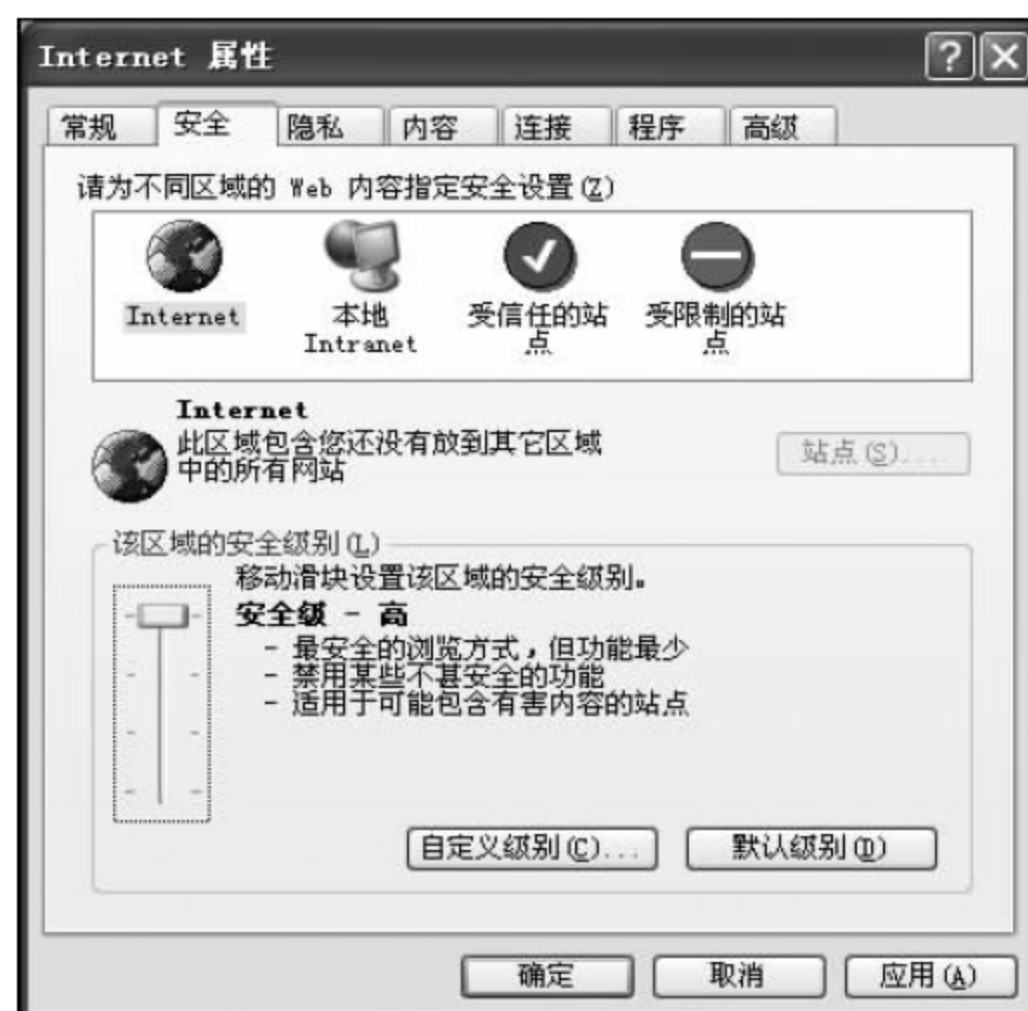 Internet 属性
常规 安全 隐私 内容 连接 程序 高级
请为不同区域的 Web 内容指定安全设置(Z)
Internet 本地 受信任的站 受限制的站
Intranet 点 点
Internet
此区域包含您还没有放到其它区域
中的所有网站
站点(S)...
该区域的安全级别(L)
移动滑块设置该区域的安全级别。
安全级 - 高
- 最安全的浏览方式，但功能最少
- 禁用某些不甚安全的功能
- 适用于可能包含有害内容的站点
自定义级别(C)... 默认级别(D)
确定 取消 应用(A)